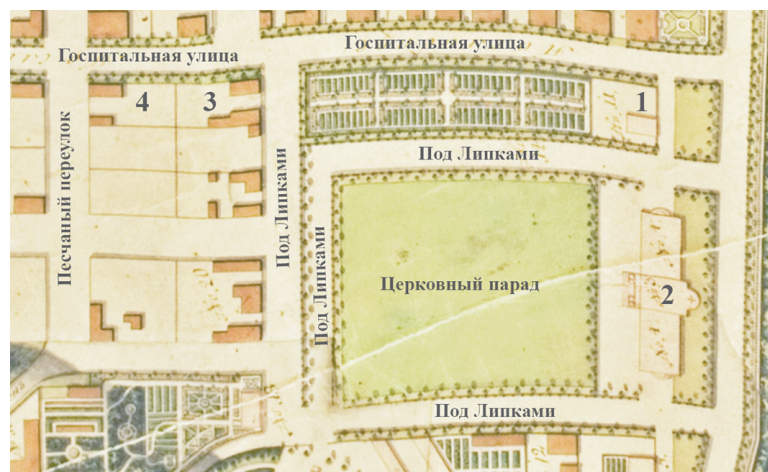 Госпитальная улица
Госпитальная улица
4
3
1
Под Липками
Песчаный переулок
Под Липками
Под Липками
Церковный парад
2
Под Липками